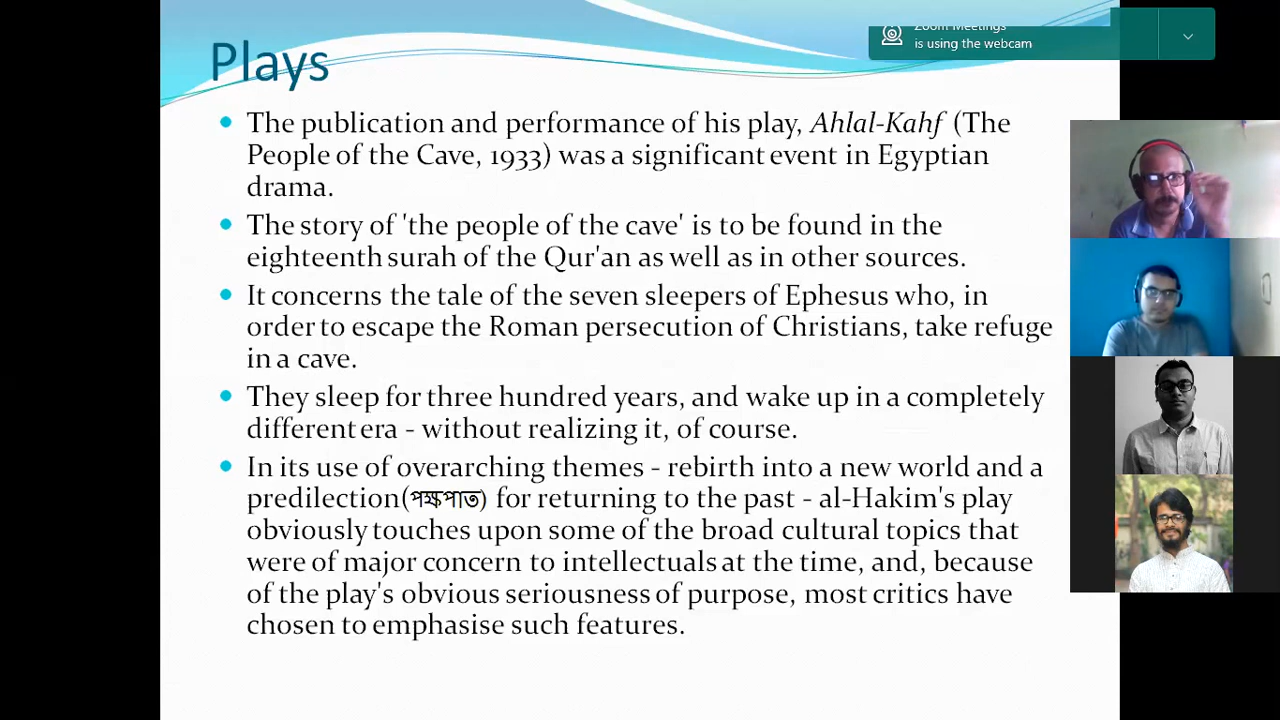 Zoom Meetings
is using the webcam
Plays
The publication and performance of his play, Ahlal-Kahf (The
People of the Cave, 1933) was a significant event in Egyptian
drama.
The story of 'the people of the cave' is to be found in the
eighteenth surah of the Qur'an as well as in other sources.
It concerns the tale of the seven sleepers of Ephesus who, in
order to escape the Roman persecution of Christians, take refuge
in a cave.
They sleep for three hundred years, and wake up in a completely
different era - without realizing it, of course.
In its use of overarching themes - rebirth into a new world and a
predilection(পক্ষপাত) for returning to the past - al-Hakim's play
obviously touches upon some of the broad cultural topics that
were of major concern to intellectuals at the time, and, because
of the play's obvious seriousness of purpose, most critics have
chosen to emphasise such features.